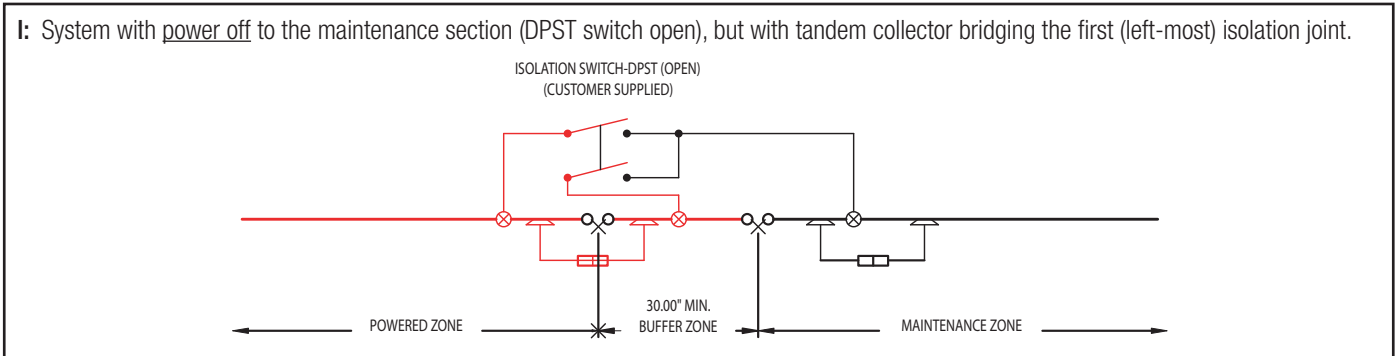 I: System with power off to the maintenance section (DPST switch open), but with tandem collector bridging the first (left-most) isolation joint.
ISOLATION SWITCH-DPST (OPEN)
(CUSTOMER SUPPLIED)
POWERED ZONE
30.00" MIN.
BUFFER ZONE
MAINTENANCE ZONE